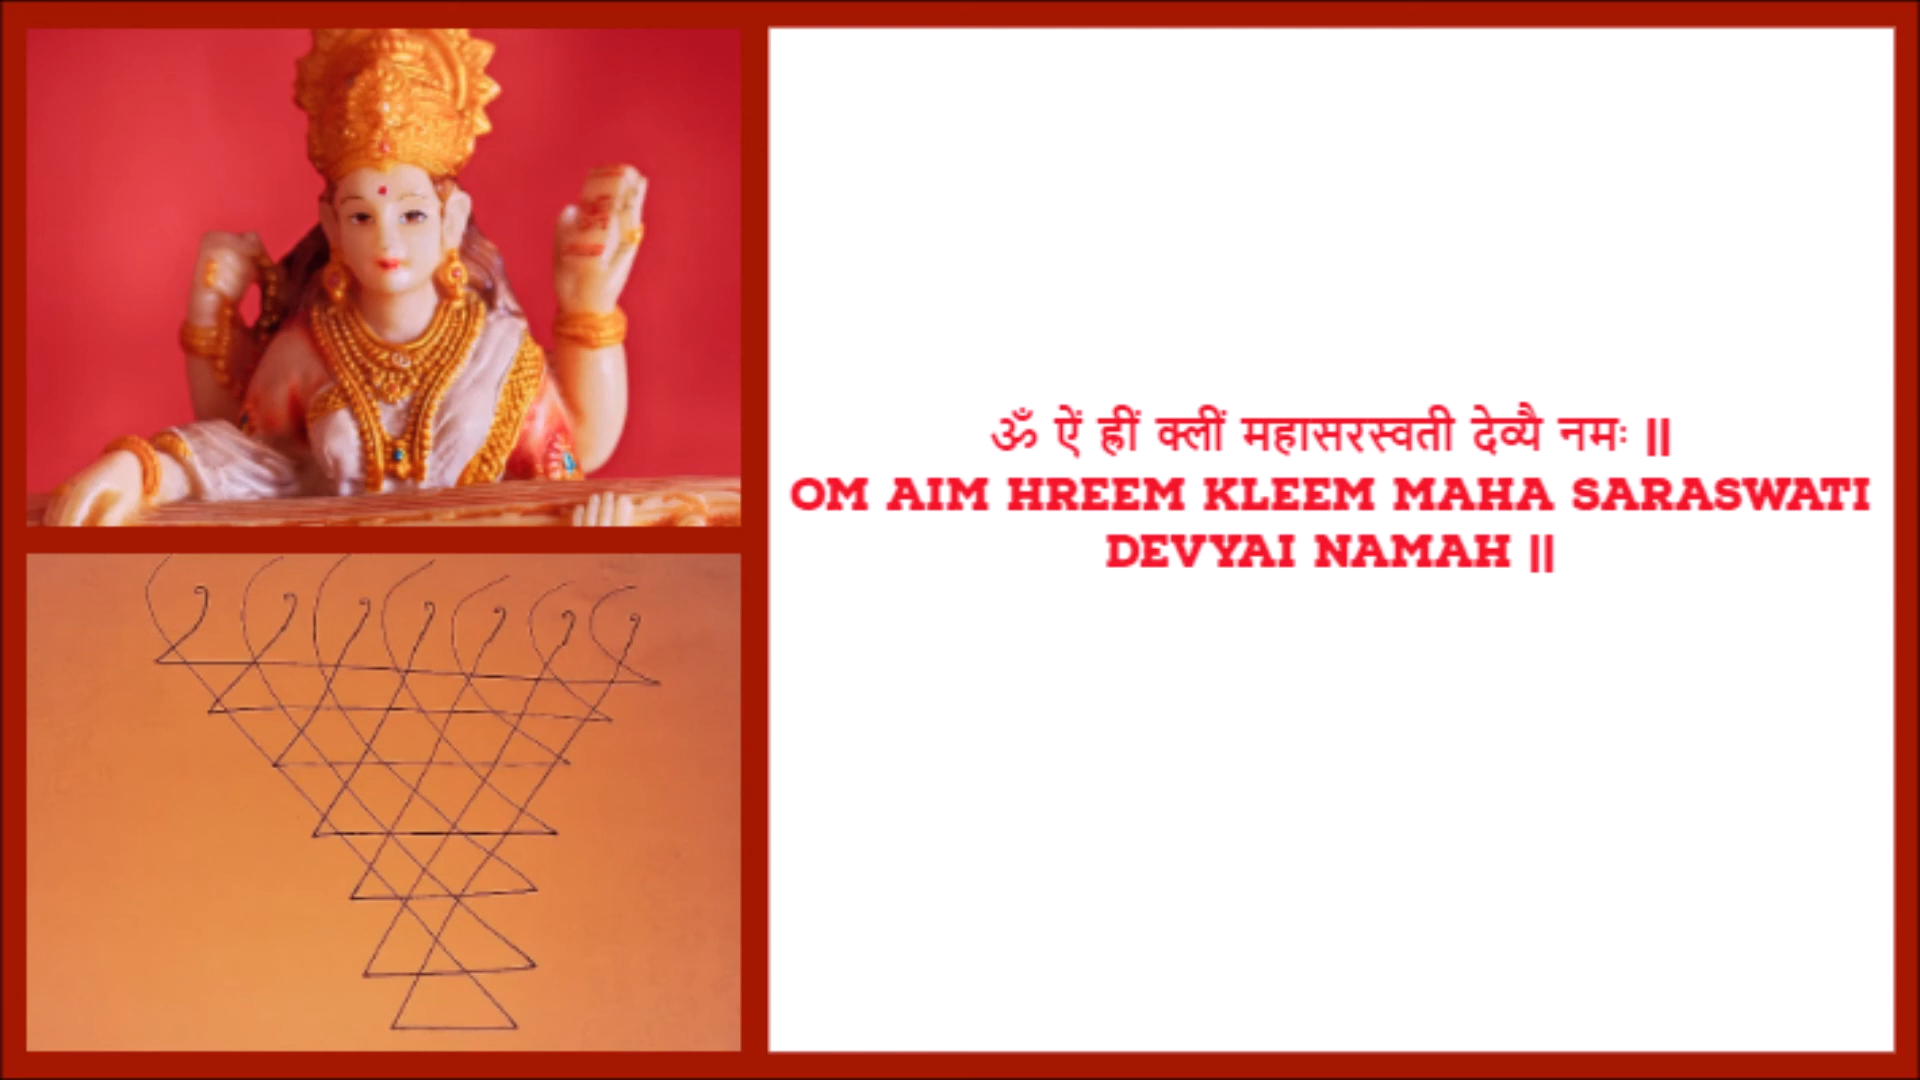 ॐ ऐं ह्रीं क्लीं महासरस्वती देव्यै नमः ||
OM AIM HREEM KLEEM MAHA SARASWATI
DEVYAI NAMAH ||